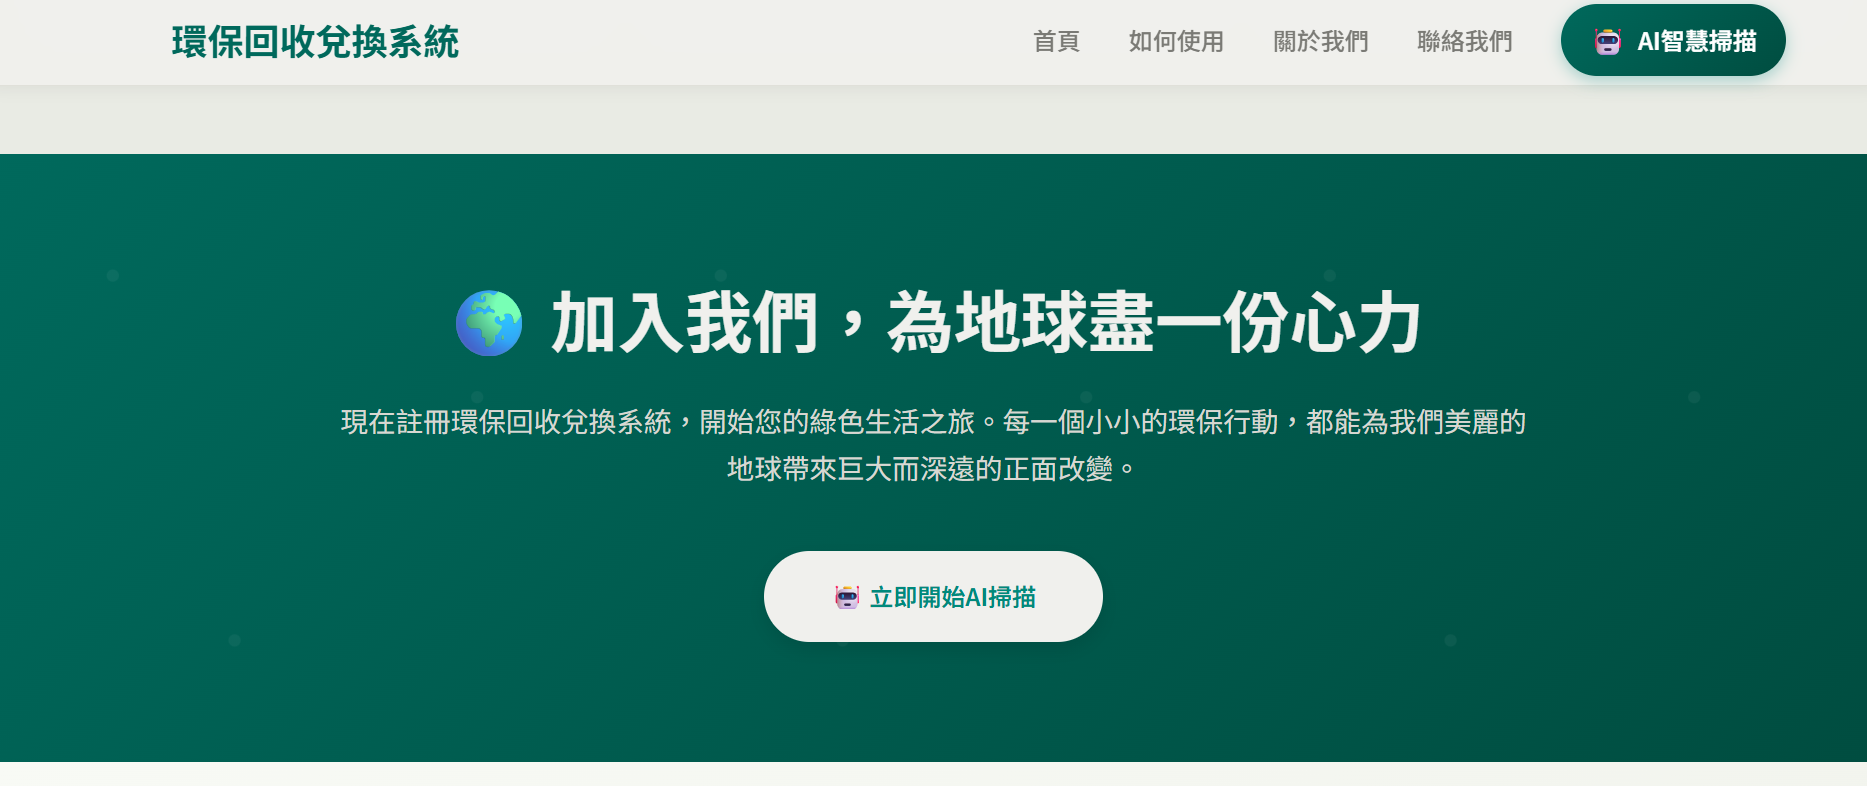 環保回收兌換系統
首頁
如何使用
關於我們
聯絡我們
AI智慧掃描
加入我們，為地球盡一份心力
現在註冊環保回收兌換系統，開始您的綠色生活之旅。每一個小小的環保行動，都能為我們美麗的
地球帶來巨大而深遠的正面改變。
立即開始AI掃描